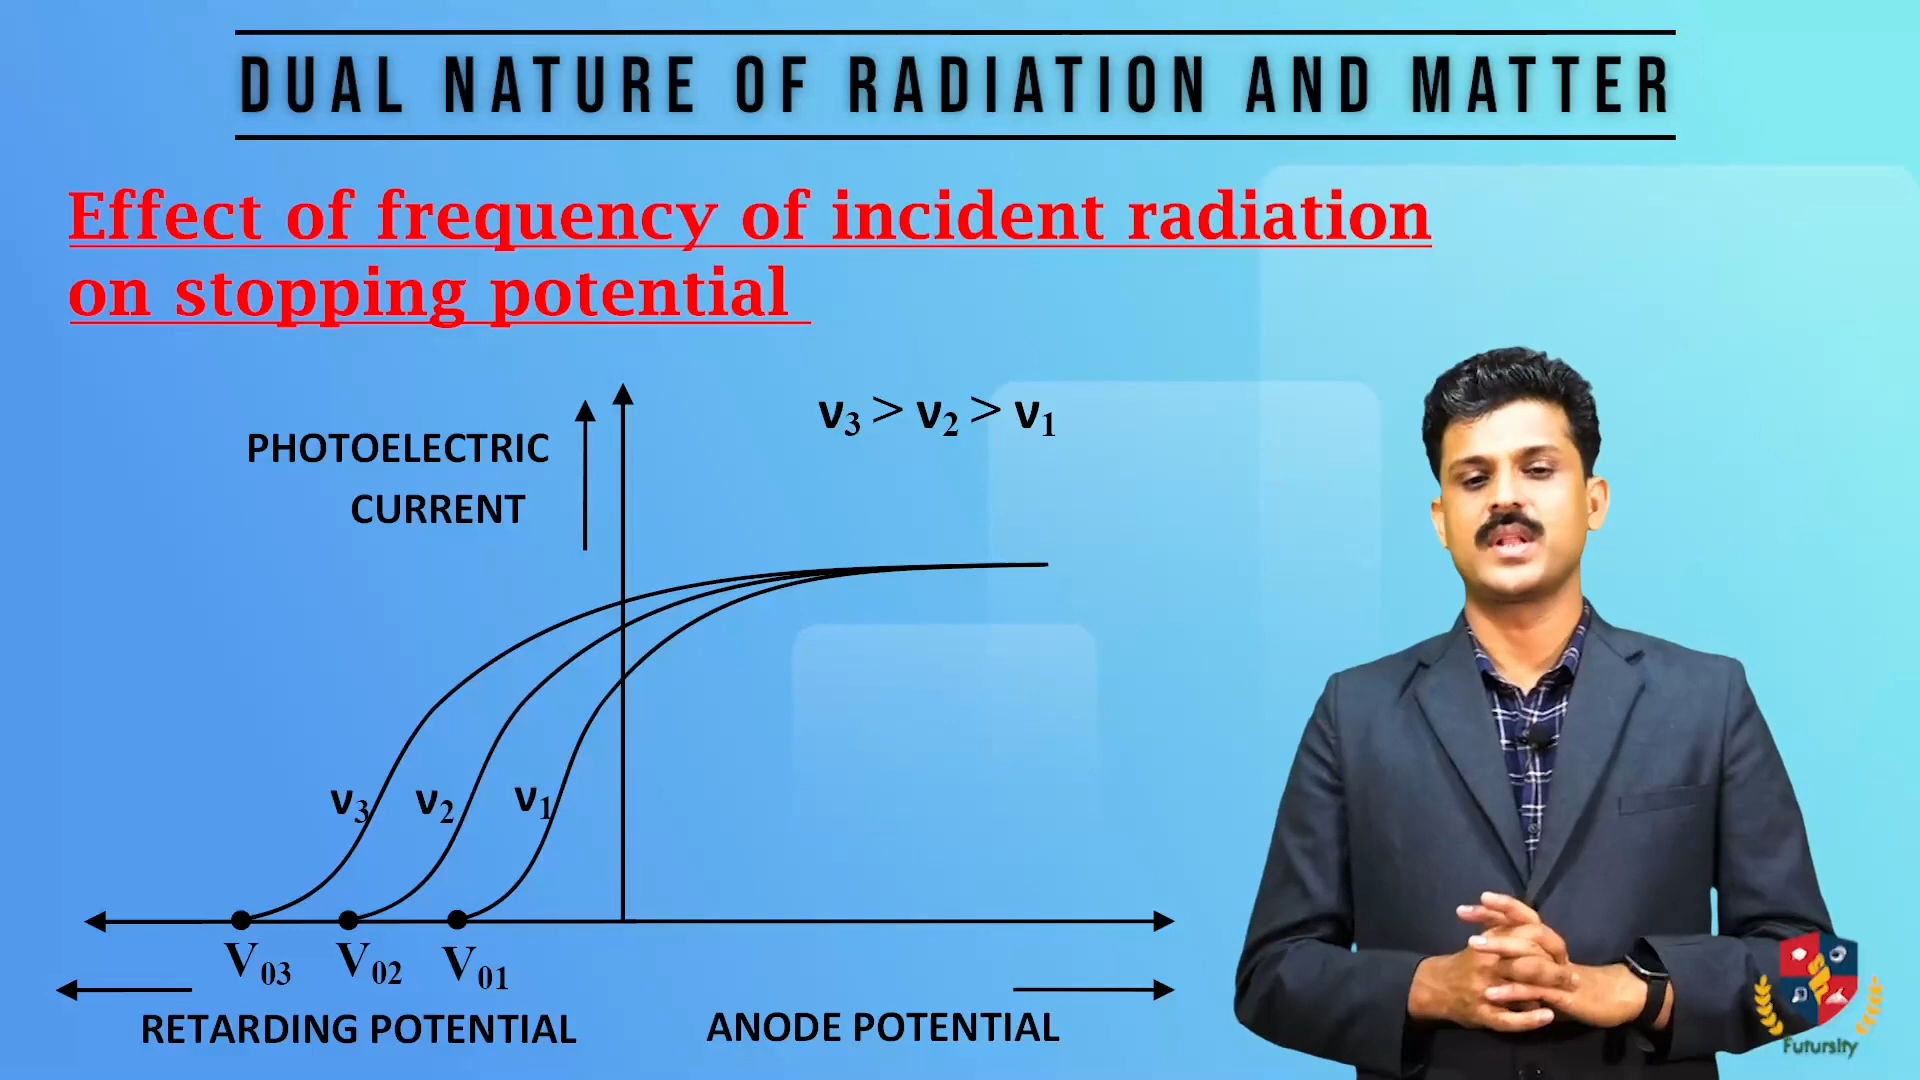 DUAL NATURE OF RADIATION AND MATTER
Effect of frequency of incident radiation
on stopping potential
ν₃ > ν₂ > ν₁
PHOTOELECTRIC
CURRENT
ν₃ ν₂ ν₁
V₀₃ V₀₂ V₀₁
RETARDING POTENTIAL ANODE POTENTIAL
Futursity